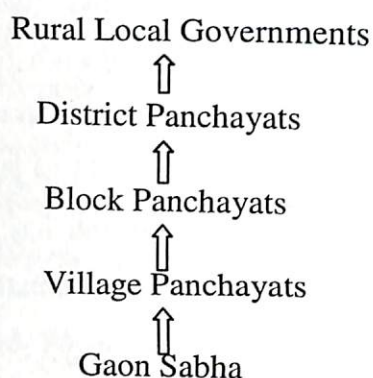 Rural Local Governments
⇧
District Panchayats
⇧
Block Panchayats
⇧
Village Panchayats
⇧
Gaon Sabha